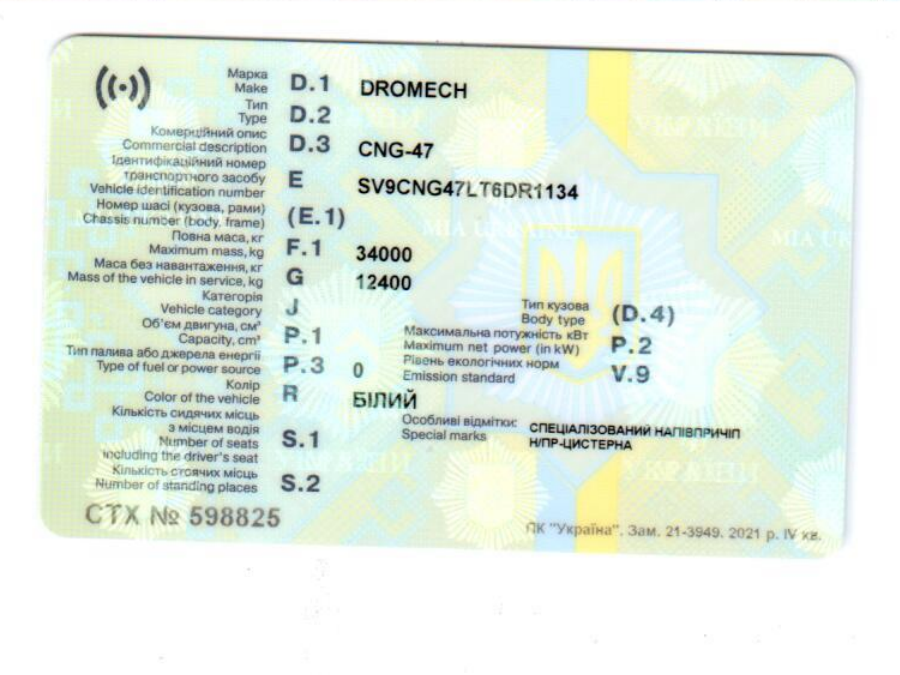 Марка
Make D.1 DROMECH
Тип
Type D.2
Комерційний опис
Commercial description D.3 CNG-47
Ідентифікаційний номер
транспортного засобу
Vehicle identification number E SV9CNG47LT6DR1134
Номер шасі (кузова, рами)
Chassis number (body. frame) (E.1)
Повна маса, кг
Maximum mass, kg F.1 34000
Маса без навантаження, кг
Mass of the vehicle in service, kg G 12400
Категорія
Vehicle category J
Тип кузова
Body type (D.4)
Об'єм двигуна, см³
Capacity, cm³ P.1
Максимальна потужність кВт
Maximum net power (in kW) P.2
Тип палива або джерела енергії
Type of fuel or power source P.3 0
Рівень екологічних норм
Emission standard V.9
Колір
Color of the vehicle R БІЛИЙ
Кількість сидячих місць
з місцем водія
Number of seats S.1
including the driver's seat
Особливі відмітки:
Special marks
СПЕЦІАЛІЗОВАНИЙ НАПІВПРИЧІП
Н/ПР-ЦИСТЕРНА
Кількість стоячих місць
Number of standing places S.2
СТХ № 598825
ПК "Україна". Зам. 21-3949. 2021 р. IV кв.
УКРАЇНИ
MIA UKRAINE
MIA UK
УКРАЇНИ
УКРАЇНИ